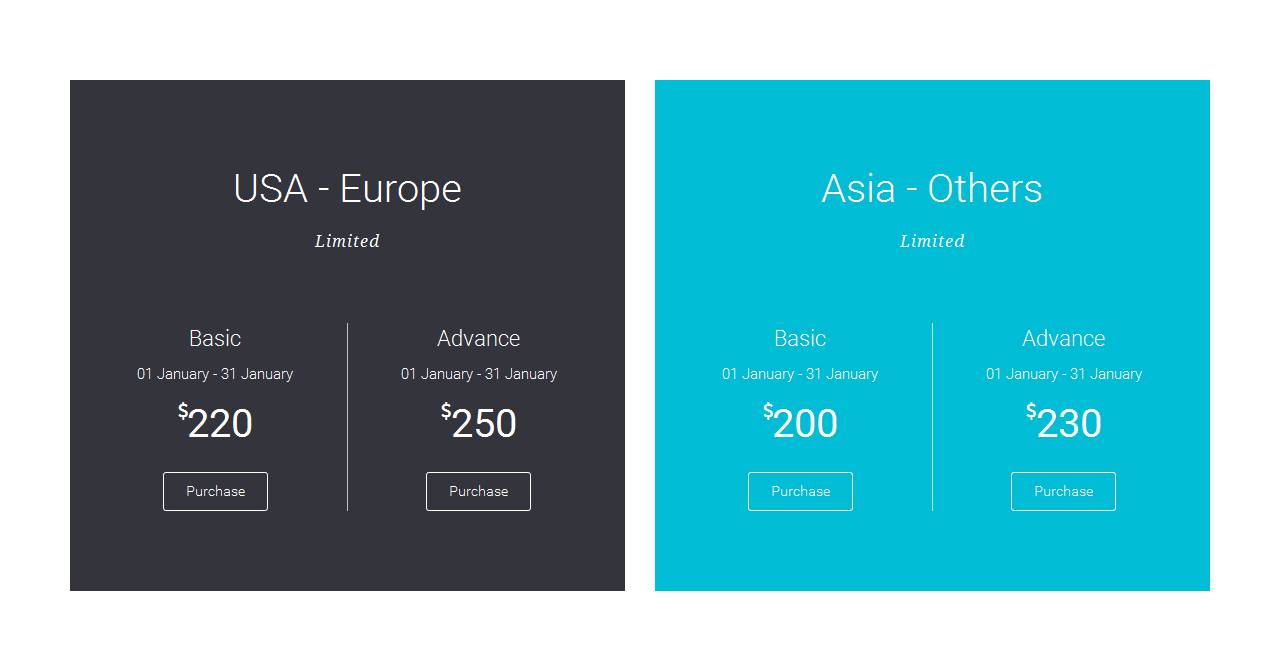 USA - Europe
Limited
Basic
01 January - 31 January
$220
Purchase
Advance
01 January - 31 January
$250
Purchase
Asia - Others
Limited
Basic
01 January - 31 January
$200
Purchase
Advance
01 January - 31 January
$230
Purchase